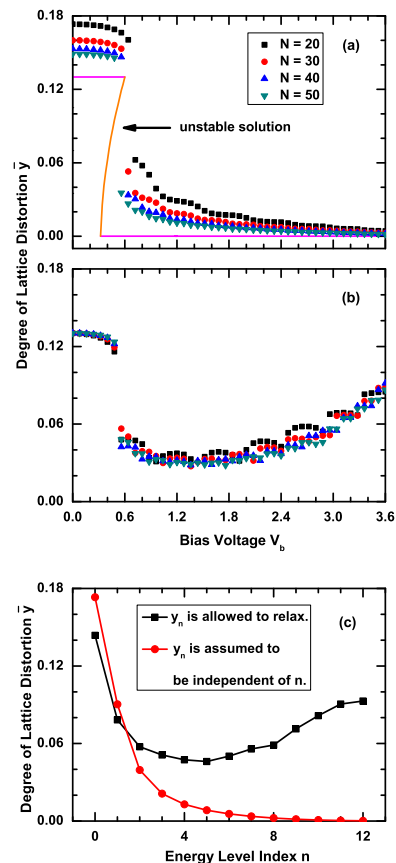 0.18
0.12
0.06
0.00
(a)
N = 20
N = 30
N = 40
N = 50
unstable solution
Degree of Lattice Distortion ȳ
0.18
0.12
0.06
0.00
(b)
0.0 0.6 1.2 1.8 2.4 3.0 3.6
Bias Voltage V_b
0.18
0.12
0.06
0.00
(c)
y_n is allowed to relax.
y_n is assumed to
be independent of n.
Degree of Lattice Distortion ȳ
0 2 4 6 8 10 12
Energy Level Index n